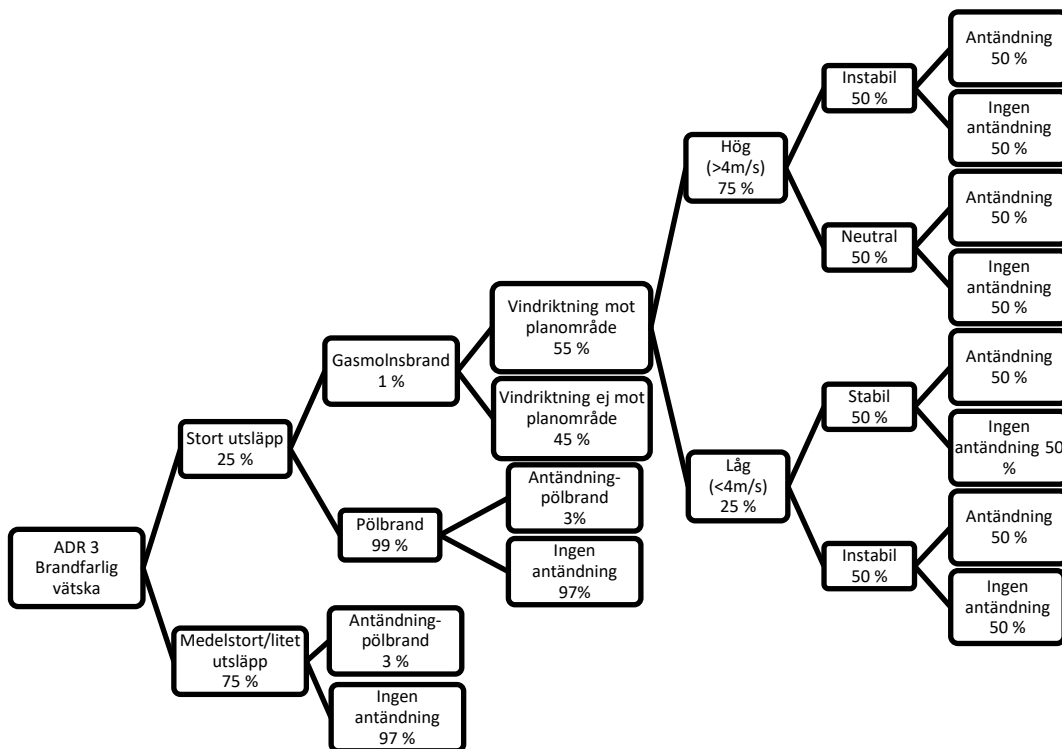 ADR 3
Brandfarlig
vätska
Stort utsläpp
25 %
Medelstort/litet
utsläpp
75 %
Gasmolnsbrand
1 %
Pölbrand
99 %
Antändning-
pölbrand
3 %
Ingen
antändning
97 %
Vindriktning mot
planområde
55 %
Vindriktning ej mot
planområde
45 %
Antändning-
pölbrand
3%
Ingen
antändning
97%
Hög
(>4m/s)
75 %
Låg
(<4m/s)
25 %
Instabil
50 %
Neutral
50 %
Stabil
50 %
Instabil
50 %
Antändning
50 %
Ingen
antändning
50 %
Antändning
50 %
Ingen
antändning
50 %
Antändning
50 %
Ingen
antändning 50
%
Antändning
50 %
Ingen
antändning
50 %